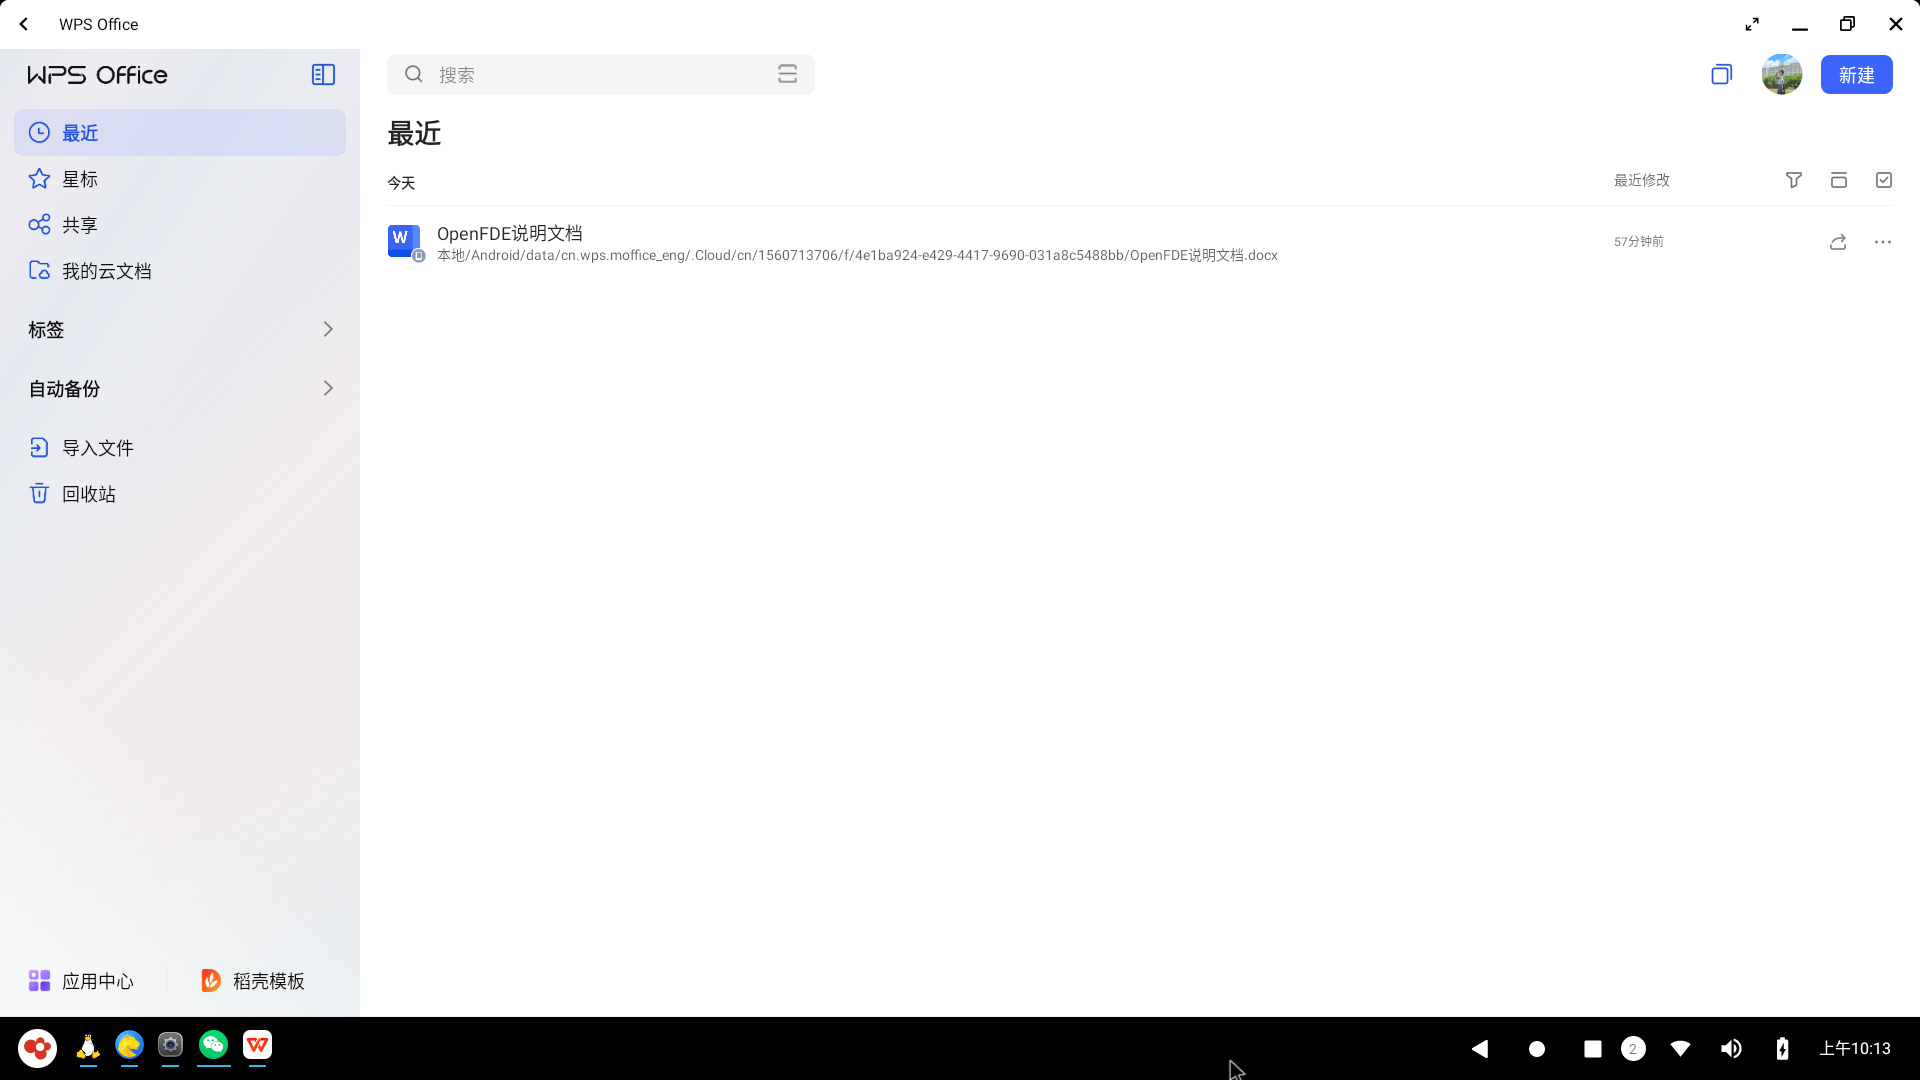 WPS Office
WPS Office
搜索
新建
最近
星标
共享
我的云文档
标签
自动备份
导入文件
回收站
应用中心
稻壳模板
最近
今天
最近修改
OpenFDE说明文档
57分钟前
本地/Android/data/cn.wps.moffice_eng/.Cloud/cn/1560713706/f/4e1ba924-e429-4417-9690-031a8c5488bb/OpenFDE说明文档.docx
W
2
上午10:13